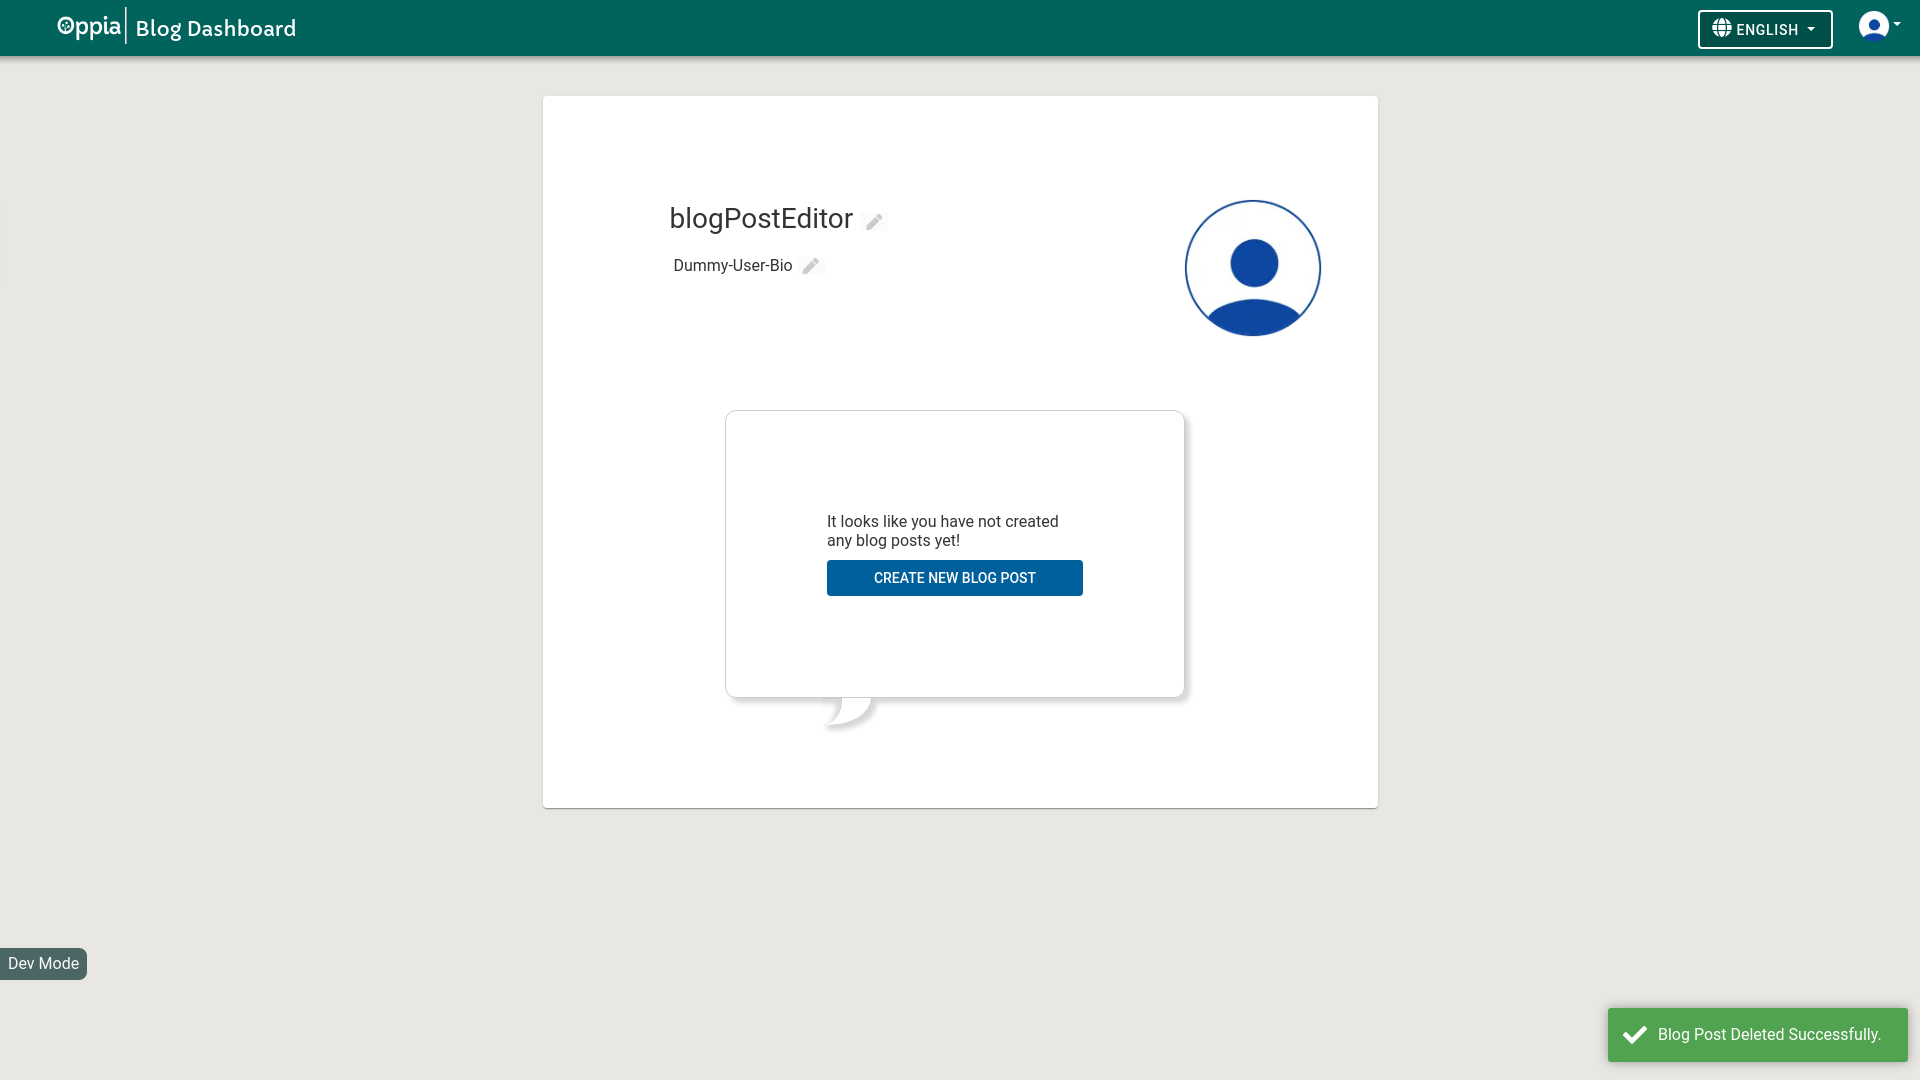 Oppia Blog Dashboard
ENGLISH
blogPostEditor
Dummy-User-Bio
It looks like you have not created
any blog posts yet!
CREATE NEW BLOG POST
Dev Mode
Blog Post Deleted Successfully.